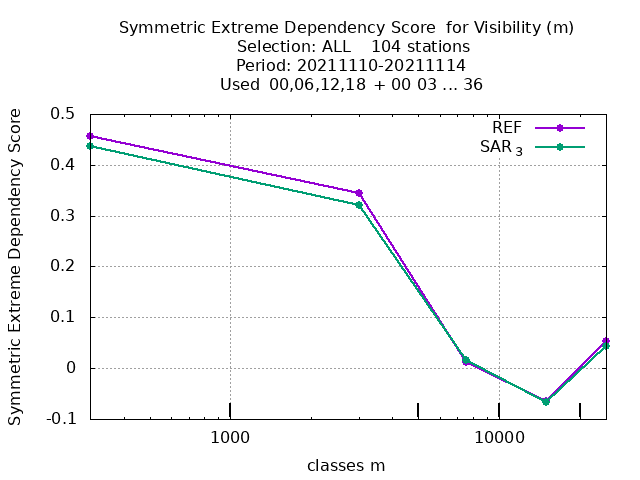 Symmetric Extreme Dependency Score  for Visibility (m)
Selection: ALL    104 stations
Period: 20211110-20211114
Used  00,06,12,18  + 00 03 ... 36
Symmetric Extreme Dependency Score
0.5
0.4
0.3
0.2
0.1
0
-0.1
REF
SAR 3
1000
10000
classes m